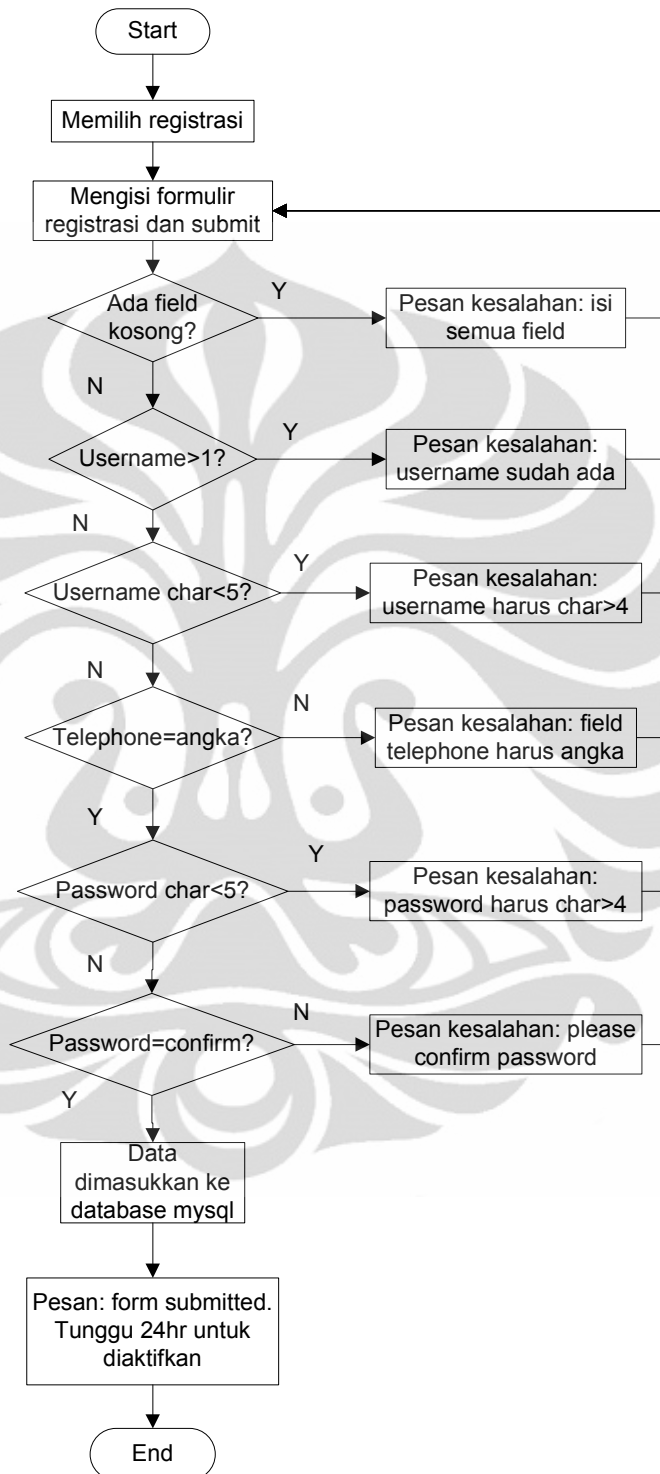 Start
Memilih registrasi
Mengisi formulir
registrasi dan submit
Ada field
kosong?
Y
Pesan kesalahan: isi
semua field
N
Username>1?
Y
Pesan kesalahan:
username sudah ada
N
Username char<5?
Y
Pesan kesalahan:
username harus char>4
N
Telephone=angka?
N
Pesan kesalahan: field
telephone harus angka
Y
Password char<5?
Y
Pesan kesalahan:
password harus char>4
N
Password=confirm?
N
Pesan kesalahan: please
confirm password
Y
Data
dimasukkan ke
database mysql
Pesan: form submitted.
Tunggu 24hr untuk
diaktifkan
End